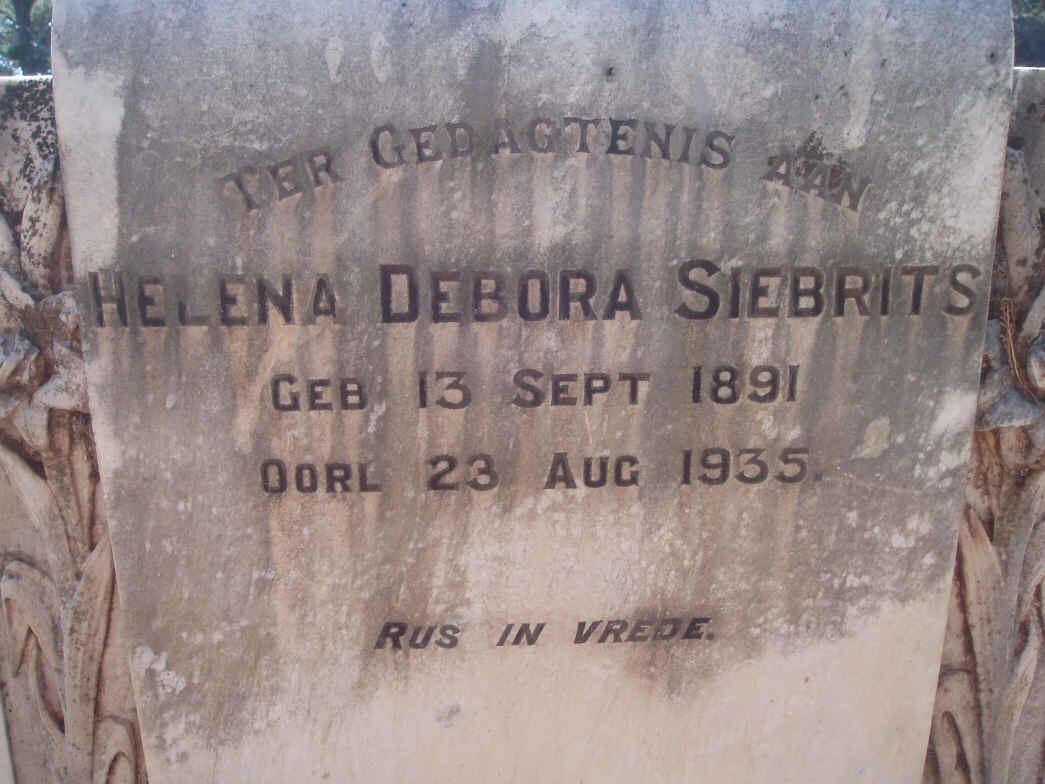 TER GEDAGTENIS AAN
HELENA DEBORA SIEBRITS
GEB 13 SEPT 1891
OORL 23 AUG 1935.
RUS IN VREDE.